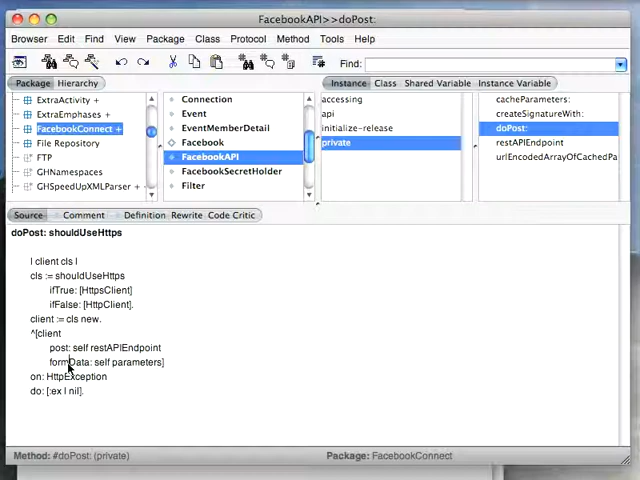 FacebookAPI>>doPost:
Browser Edit Find View Package Class Protocol Method Tools Help
Find:
Package Hierarchy Instance Class Shared Variable Instance Variable
ExtraActivity +
ExtraEmphases +
FacebookConnect +
File Repository
FTP
GHNamespaces
GHSpeedUpXMLParser +
Connection
Event
EventMemberDetail
Facebook
FacebookAPI
FacebookSecretHolder
Filter
accessing
api
initialize-release
private
cacheParameters:
createSignatureWith:
doPost:
restAPIEndpoint
urlEncodedArrayOfCachedPa
Source Comment Definition Rewrite Code Critic
doPost: shouldUseHttps
| client cls |
cls := shouldUseHttps
ifTrue: [HttpsClient]
ifFalse: [HttpClient].
client := cls new.
^[client
post: self restAPIEndpoint
formData: self parameters]
on: HttpException
do: [:ex | nil].
Method: #doPost: (private) Package: FacebookConnect